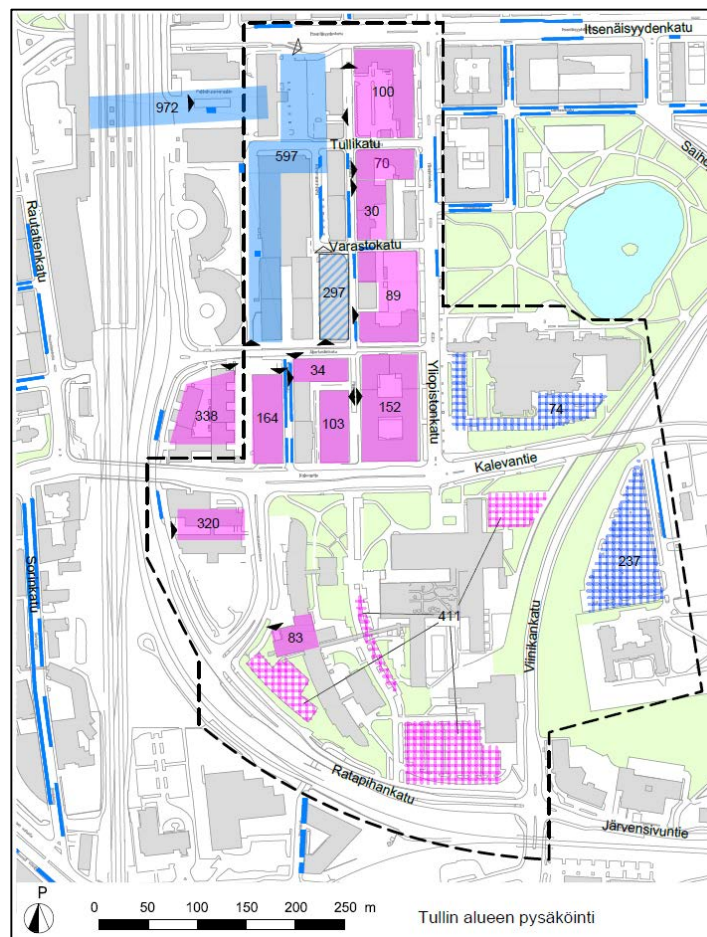 Itsenäisyydenkatu
100
972
Tullikatu
597
70
30
Rautatienkatu
Varastokatu
297
89
34
Yliopistonkatu
338
164
103
152
74
Kalevantie
320
237
Sorinkatu
411
83
Viinikankatu
Ratapihankatu
Järvensivuntie
P
0 50 100 150 200 250 m
Tullin alueen pysäköinti